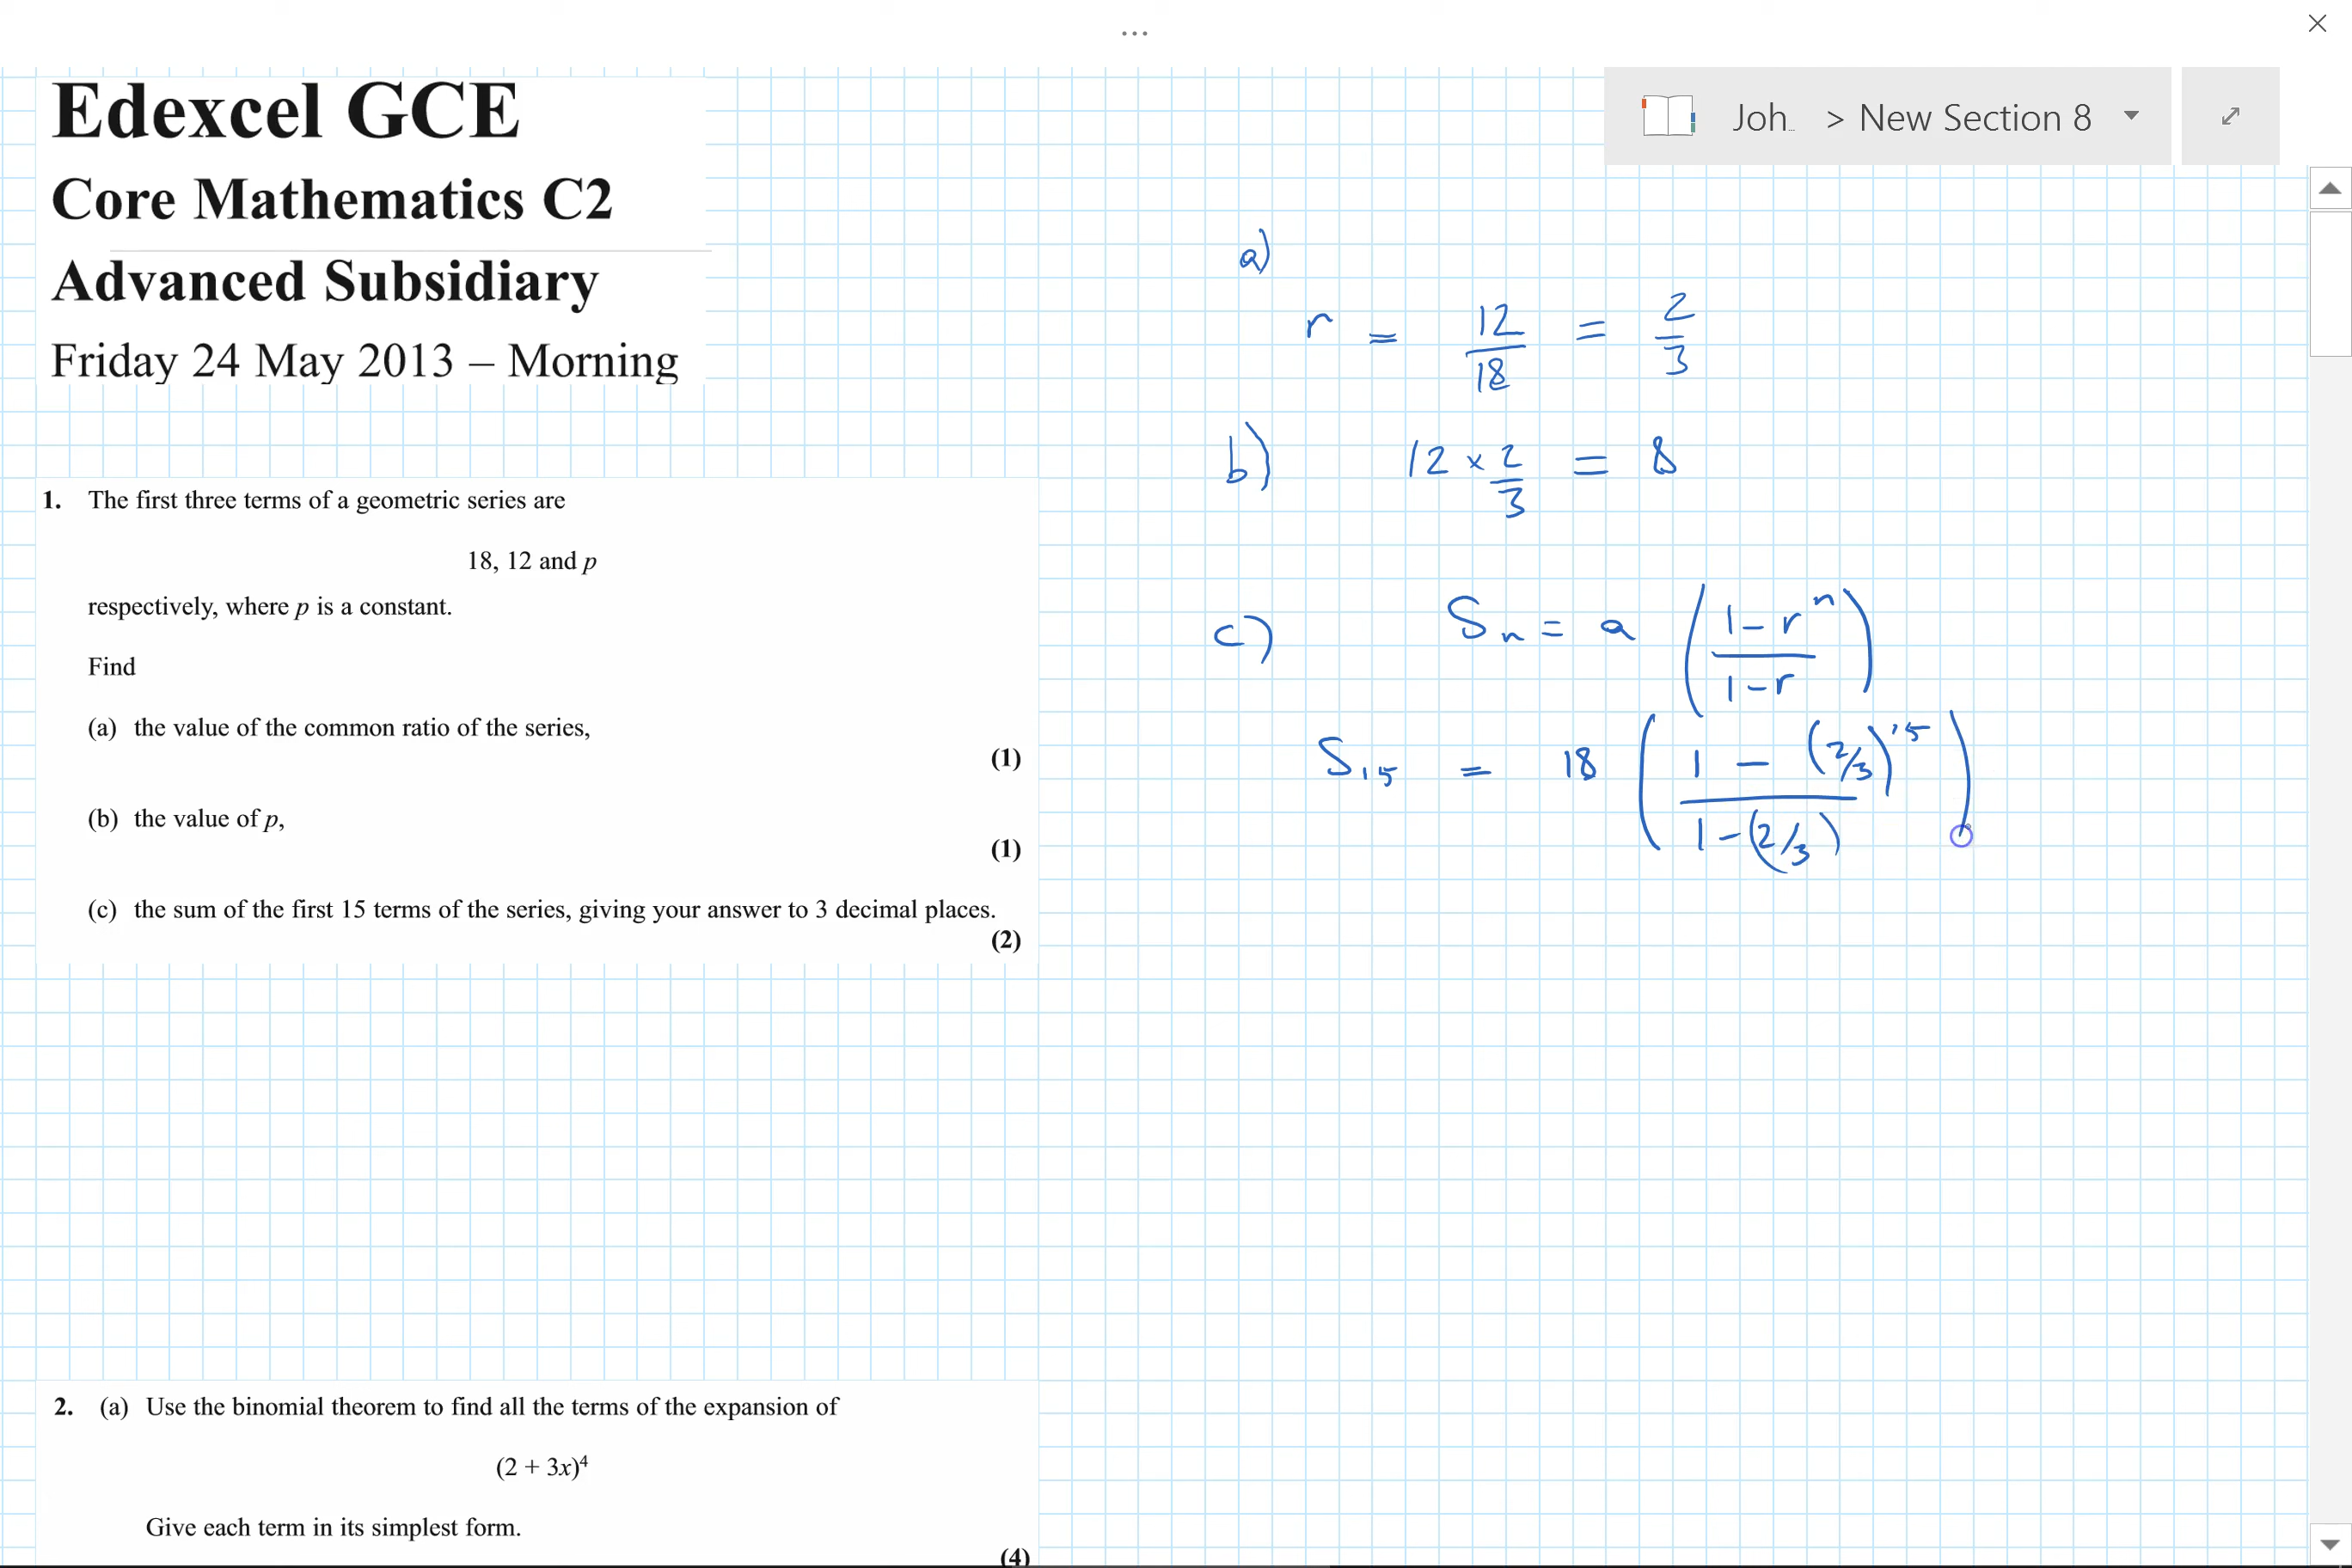 ...
Joh... > New Section 8
Edexcel GCE
Core Mathematics C2
Advanced Subsidiary
Friday 24 May 2013 – Morning
1. The first three terms of a geometric series are
18, 12 and p
respectively, where p is a constant.
Find
(a) the value of the common ratio of the series,
(1)
(b) the value of p,
(1)
(c) the sum of the first 15 terms of the series, giving your answer to 3 decimal places.
(2)
2. (a) Use the binomial theorem to find all the terms of the expansion of
(2 + 3x)⁴
Give each term in its simplest form.
(4)
a)
r = 12/18 = 2/3
b) 12 × 2/3 = 8
c) Sₙ = a ((1 - rⁿ)/(1 - r))
S₁₅ = 18 ((1 - (2/3)¹⁵)/(1 - (2/3)))